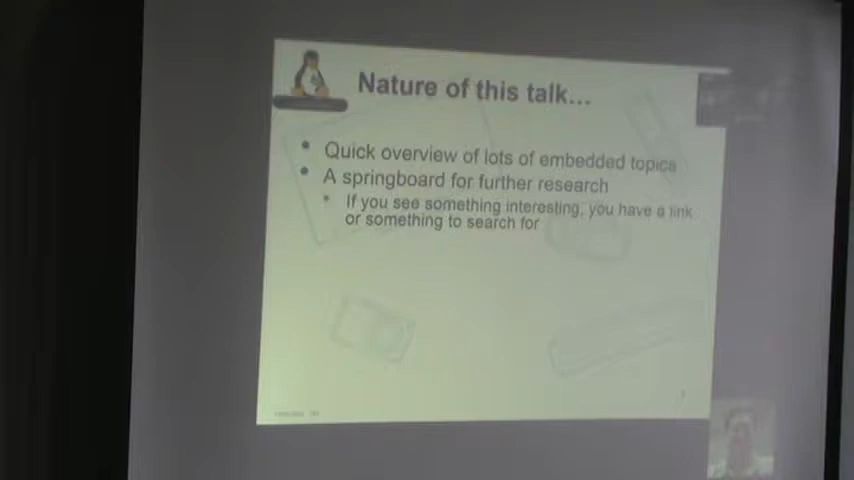 Nature of this talk...
Quick overview of lots of embedded topics
A springboard for further research
If you see something interesting, you have a link
or something to search for